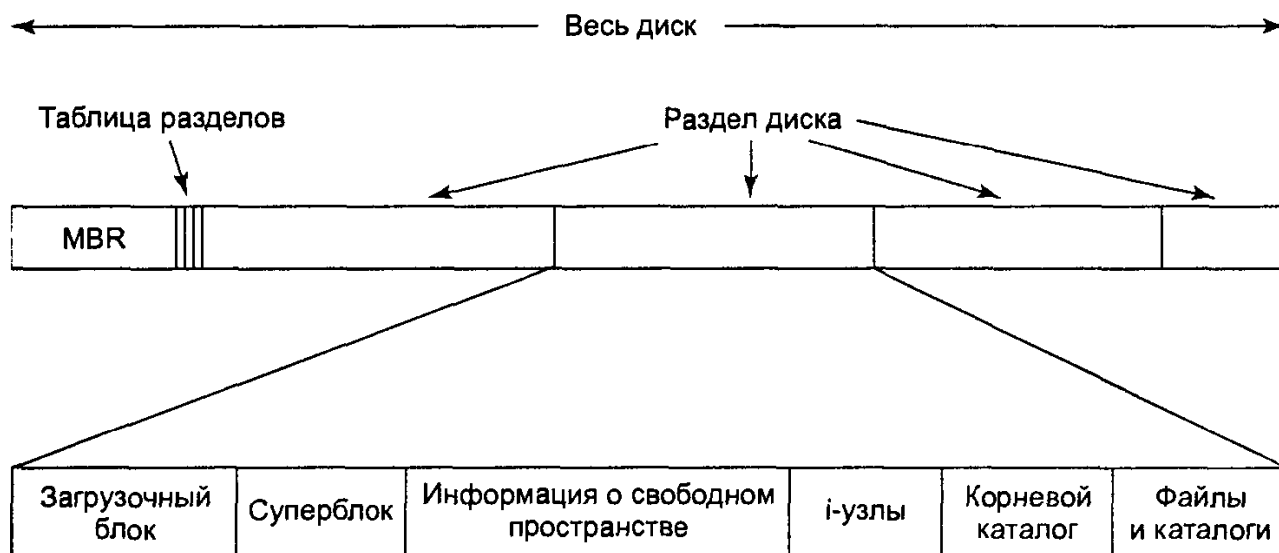 Весь диск
Таблица разделов
Раздел диска
MBR
Загрузочный
блок
Суперблок
Информация о свободном
пространстве
i-узлы
Корневой
каталог
Файлы
и каталоги